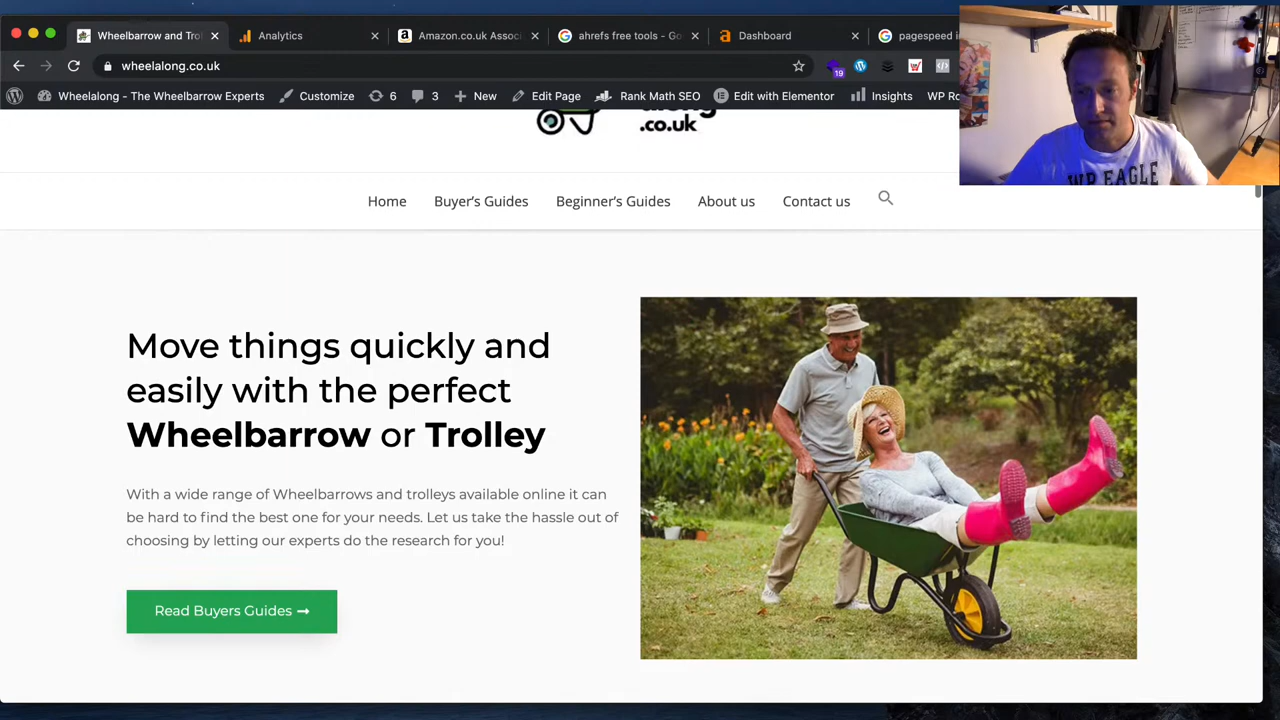 Wheelbarrow and Trol
Analytics
Amazon.co.uk Associ
ahrefs free tools - Go
Dashboard
pagespeed i
wheelalong.co.uk
19
Wheelalong - The Wheelbarrow Experts
Customize
6
3
New
Edit Page
Rank Math SEO
Edit with Elementor
Insights
WP Ro
.co.uk
WP EAGLE
Home
Buyer's Guides
Beginner's Guides
About us
Contact us
Move things quickly and
easily with the perfect
Wheelbarrow or Trolley
With a wide range of Wheelbarrows and trolleys available online it can
be hard to find the best one for your needs. Let us take the hassle out of
choosing by letting our experts do the research for you!
Read Buyers Guides →